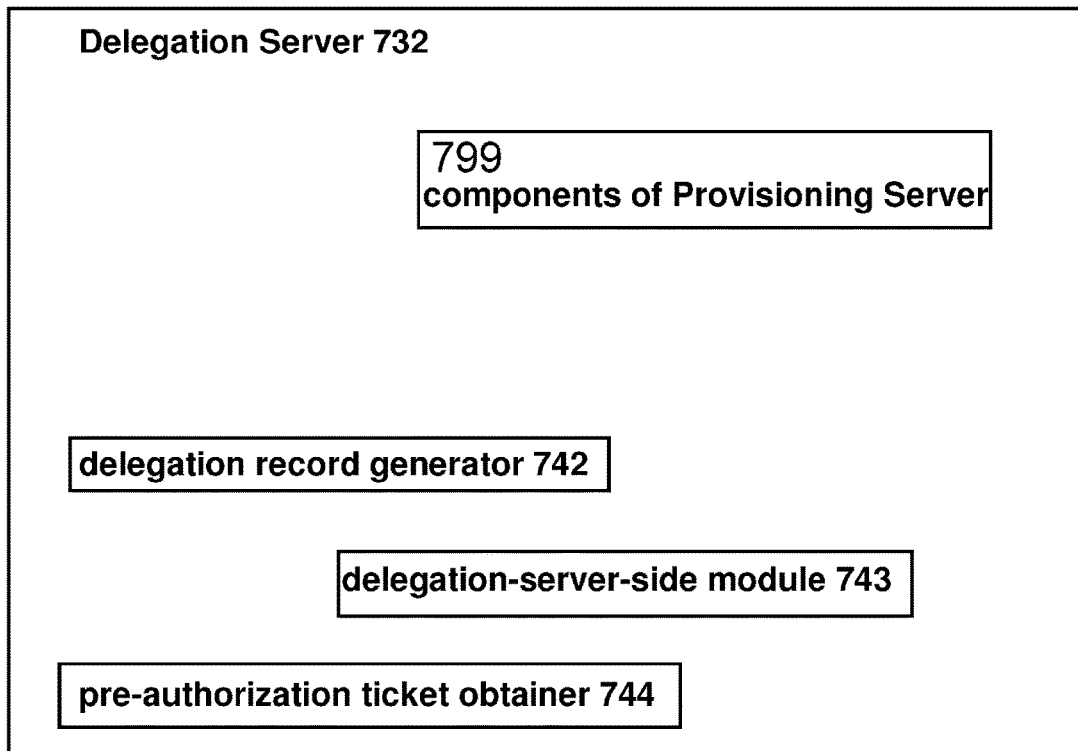 Delegation Server 732
799
components of Provisioning Server
delegation record generator 742
delegation-server-side module 743
pre-authorization ticket obtainer 744